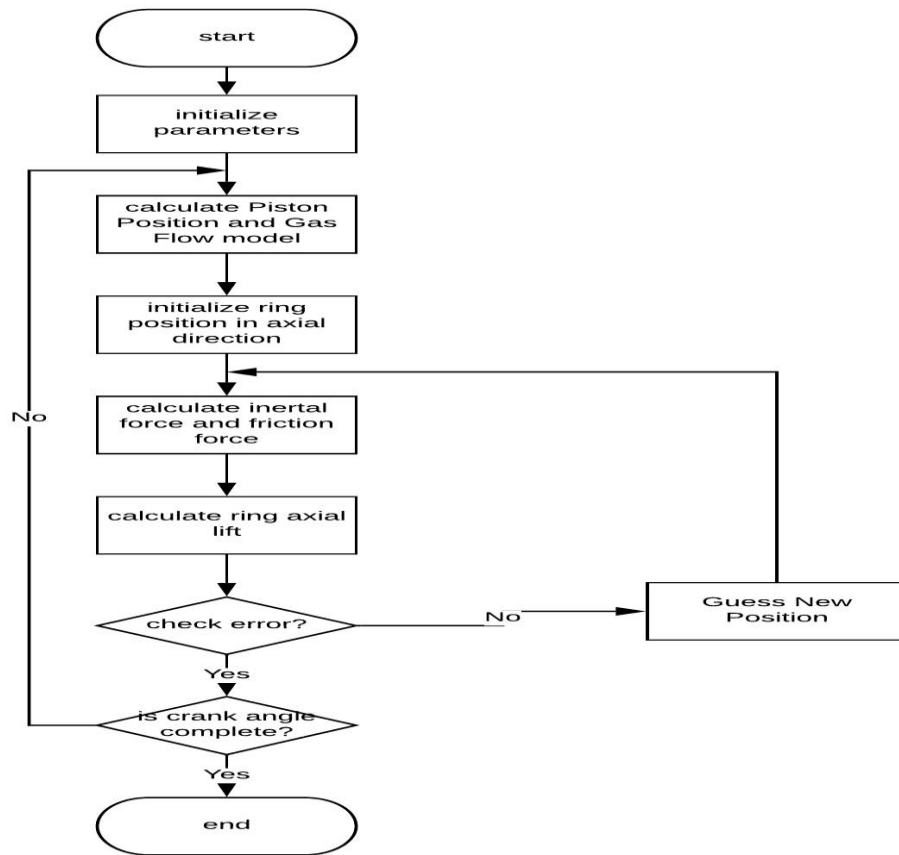 start
initialize
parameters
calculate Piston
Position and Gas
Flow model
initialize ring
position in axial
direction
No
calculate inertal
force and friction
force
calculate ring axial
lift
check error?
No
Guess New
Position
Yes
is crank angle
complete?
Yes
end